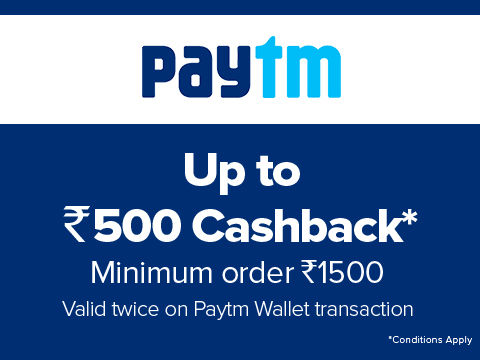 paytm
Up to
₹500 Cashback*
Minimum order ₹1500
Valid twice on Paytm Wallet transaction
*Conditions Apply